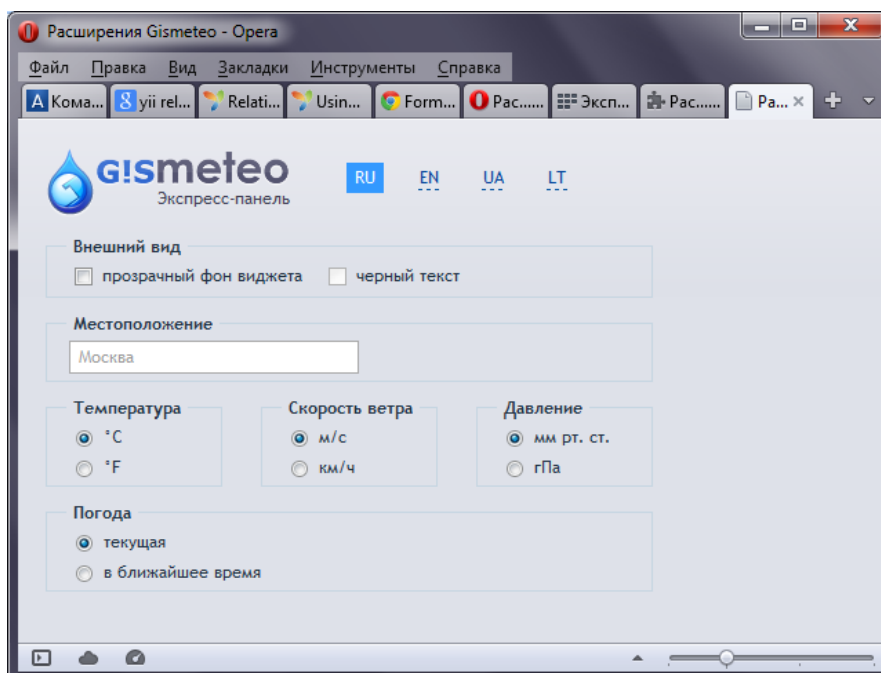 Расширения Gismeteo - Opera
Файл Правка Вид Закладки Инструменты Справка
Кома... yii rel... Relati... Usin... Form... Рас...... Эксп... Рас...... Ра...
G!SmETEO
Экспресс-панель
RU EN UA LT
Внешний вид
прозрачный фон виджета черный текст
Местоположение
Москва
Температура Скорость ветра Давление
°C м/с мм рт. ст.
°F км/ч гПа
Погода
текущая
в ближайшее время